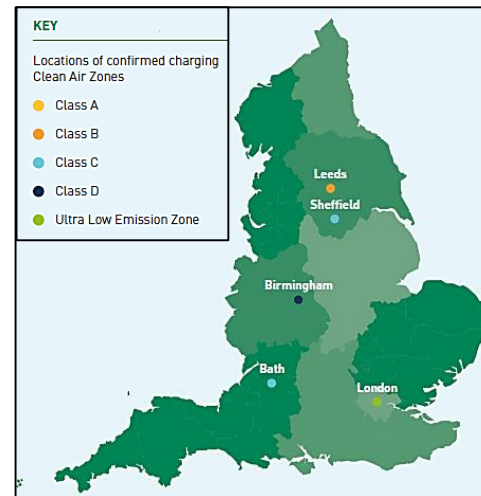 KEY
Locations of confirmed charging
Clean Air Zones
Class A
Class B
Class C
Class D
Ultra Low Emission Zone
Leeds
Sheffield
Birmingham
Bath
London